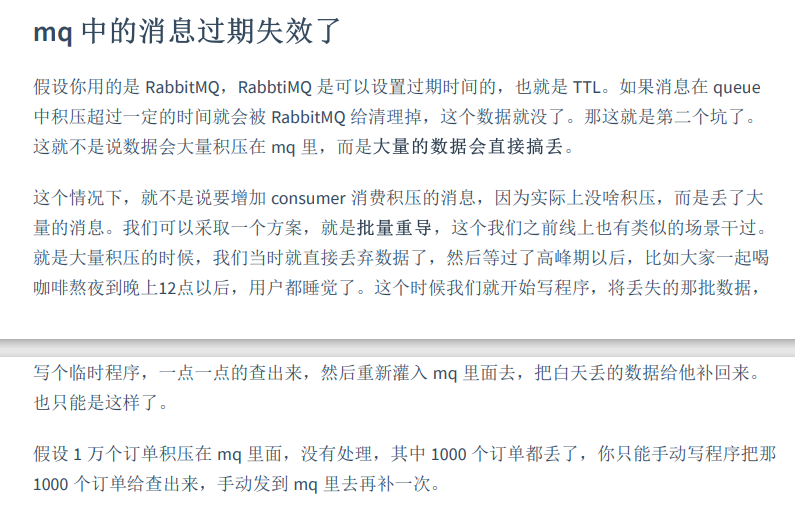 mq 中的消息过期失效了
假设你用的是 RabbitMQ，RabbtiMQ 是可以设置过期时间的，也就是 TTL。如果消息在 queue
中积压超过一定的时间就会被 RabbitMQ 给清理掉，这个数据就没了。那这就是第二个坑了。
这就不是说数据会大量积压在 mq 里，而是大量的数据会直接搞丢。
这个情况下，就不是说要增加 consumer 消费积压的消息，因为实际上没啥积压，而是丢了大
量的消息。我们可以采取一个方案，就是批量重导，这个我们之前线上也有类似的场景干过。
就是大量积压的时候，我们当时就直接丢弃数据了，然后等过了高峰期以后，比如大家一起喝
咖啡熬夜到晚上12点以后，用户都睡觉了。这个时候我们就开始写程序，将丢失的那批数据，
写个临时程序，一点一点的查出来，然后重新灌入 mq 里面去，把白天丢的数据给他补回来。
也只能是这样了。
假设 1 万个订单积压在 mq 里面，没有处理，其中 1000 个订单都丢了，你只能手动写程序把那
1000 个订单给查出来，手动发到 mq 里去再补一次。